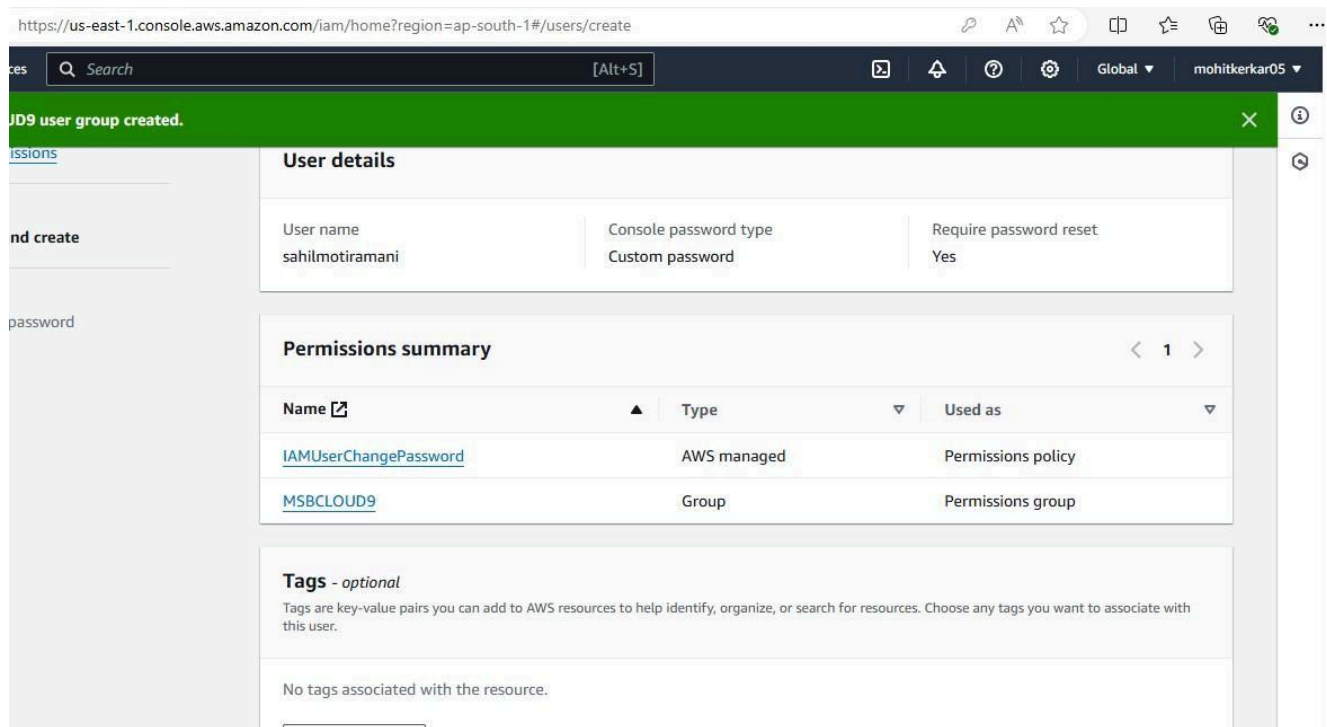 https://us-east-1.console.aws.amazon.com/iam/home?region=ap-south-1#/users/create
ces Search [Alt+S] Global mohitkerkar05
UD9 user group created.
issions
User details
nd create
User name Console password type Require password reset
sahilmotiramani Custom password Yes
password
Permissions summary
1
Name Type Used as
IAMUserChangePassword AWS managed Permissions policy
MSBCLOUD9 Group Permissions group
Tags - optional
Tags are key-value pairs you can add to AWS resources to help identify, organize, or search for resources. Choose any tags you want to associate with
this user.
No tags associated with the resource.